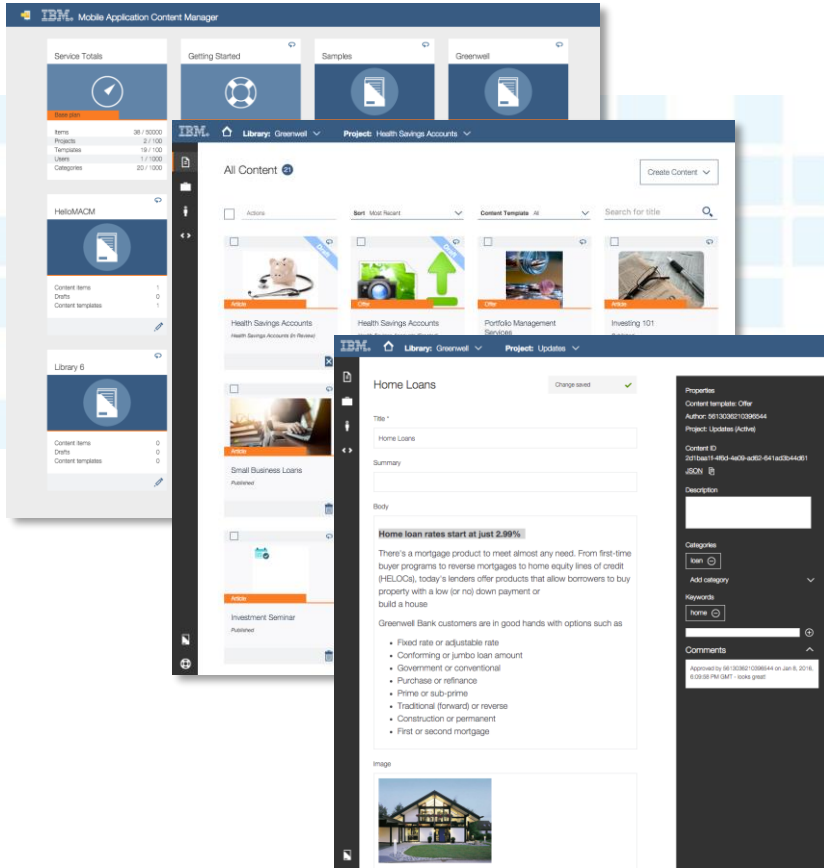 IBM. Mobile Application Content Manager
Service Totals
Base plan
Items 38 / 50000
Projects 2 / 100
Templates 19 / 100
Users 1 / 1000
Categories 20 / 1000
Getting Started
Samples
Greenwell
HelloMACM
Content items 1
Drafts 0
Content templates 1
Library 6
Content items 0
Drafts 0
Content templates 0
IBM. Library: Greenwell Project: Health Savings Accounts
All Content 21
Create Content
Actions
Sort Most Recent
Content Template All
Search for title
Draft
Article
Health Savings Accounts
Health Savings Accounts (In Review)
Draft
Offer
Health Savings Accounts
Offer
Portfolio Management
Services
Article
Investing 101
Article
Small Business Loans
Published
Article
Investment Seminar
Published
IBM. Library: Greenwell Project: Updates
Home Loans
Change saved
Title *
Home Loans
Summary
Body
Home loan rates start at just 2.99%
There's a mortgage product to meet almost any need. From first-time
buyer programs to reverse mortgages to home equity lines of credit
(HELOCs), today's lenders offer products that allow borrowers to buy
property with a low (or no) down payment or
build a house
Greenwell Bank customers are in good hands with options such as
• Fixed rate or adjustable rate
• Conforming or jumbo loan amount
• Government or conventional
• Purchase or refinance
• Prime or sub-prime
• Traditional (forward) or reverse
• Construction or permanent
• First or second mortgage
Image
Properties
Content template: Offer
Author: 5613036210396544
Project: Updates (Active)
Content ID
2d1baa1f-4f6d-4e09-ad62-641ad3b44d61
JSON
Description
Categories
loan
Add category
Keywords
home
Comments
Approved by 5613036210396544 on Jan 8, 2016,
6:09:56 PM GMT - looks great!